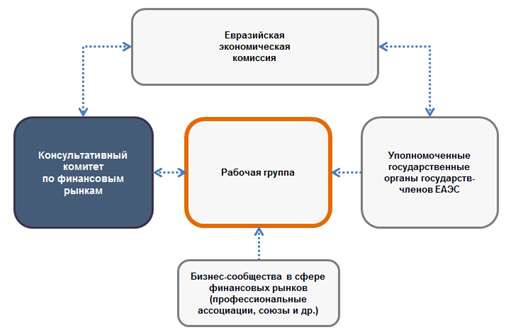 Евразийская
экономическая
комиссия
Консультативный
комитет
по финансовым
рынкам
Рабочая группа
Уполномоченные
государственные
органы государств-
членов ЕАЭС
Бизнес-сообщества в сфере
финансовых рынков
(профессиональные
ассоциации, союзы и др.)